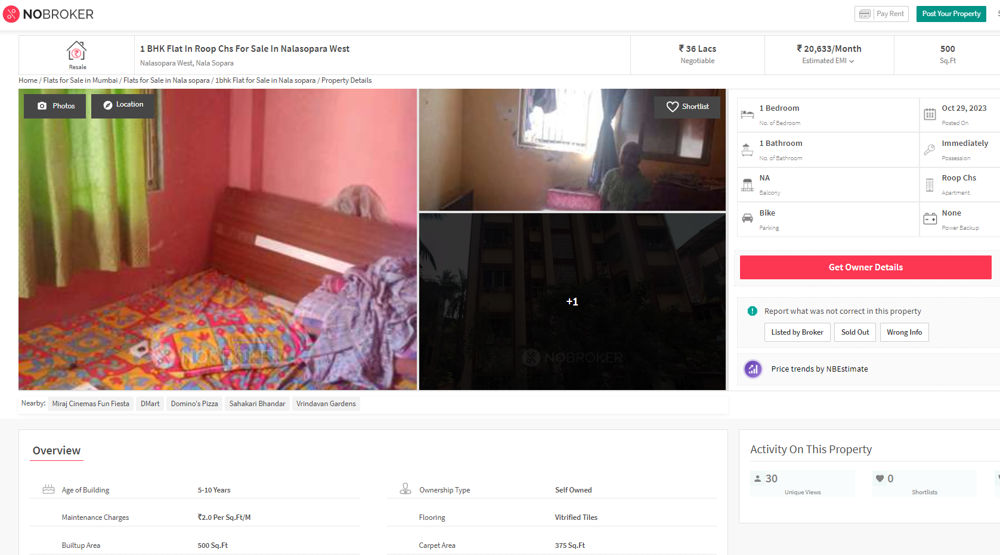 NOBROKER
Pay Rent
Post Your Property
Resale
1 BHK Flat In Roop Chs For Sale In Nalasopara West
Nalasopara West, Nala Sopara
₹ 36 Lacs
Negotiable
₹ 20,633/Month
Estimated EMI
500
Sq.Ft
Home / Flats for Sale in Mumbai / Flats for Sale in Nala sopara / 1bhk Flat for Sale in Nala sopara / Property Details
Photos
Location
Shortlist
+1
NOBROKER
NOBROKER
1 Bedroom
No. of Bedroom
Oct 29, 2023
Posted On
1 Bathroom
No. of Bathroom
Immediately
Possession
NA
Balcony
Roop Chs
Apartment
Bike
Parking
None
Power Backup
Get Owner Details
Report what was not correct in this property
Listed by Broker
Sold Out
Wrong Info
Price trends by NBEstimate
Nearby: Miraj Cinemas Fun Fiesta DMart Domino's Pizza Sahakari Bhandar Vrindavan Gardens
Overview
Age of Building 5-10 Years
Ownership Type Self Owned
Maintenance Charges ₹2.0 Per Sq.Ft/M
Flooring Vitrified Tiles
Builtup Area 500 Sq.Ft
Carpet Area 375 Sq.Ft
Activity On This Property
30
Unique Views
0
Shortlists